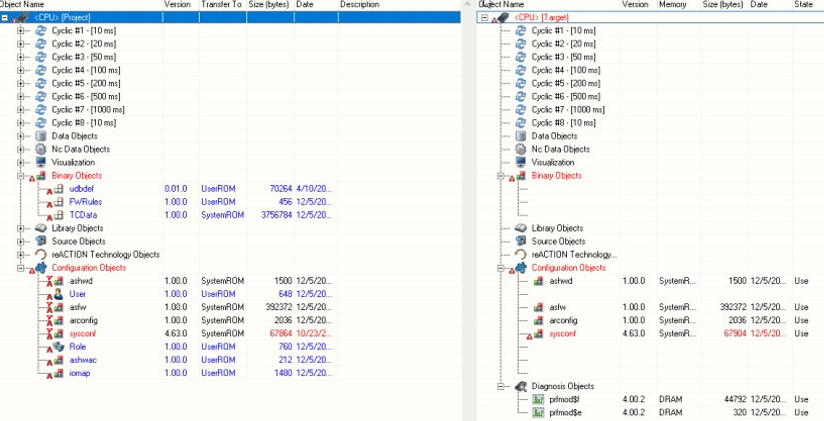 Object Name Version Transfer To Size (bytes) Date Description
<CPU> [Project]
Cyclic #1 - [10 ms]
Cyclic #2 - [20 ms]
Cyclic #3 - [50 ms]
Cyclic #4 - [100 ms]
Cyclic #5 - [200 ms]
Cyclic #6 - [500 ms]
Cyclic #7 - [1000 ms]
Cyclic #8 - [10 ms]
Data Objects
Nc Data Objects
Visualization
Binary Objects
udbdef 0.01.0 UserROM 70264 4/10/20...
FWRules 1.00.0 UserROM 456 12/5/20...
TCData 1.00.0 SystemROM 3756784 12/5/20...
Library Objects
Source Objects
reACTION Technology Objects
Configuration Objects
ashwd 1.00.0 SystemROM 1500 12/5/20...
User 1.00.0 UserROM 648 12/5/20...
asfw 1.00.0 SystemROM 392372 12/5/20...
arconfig 1.00.0 SystemROM 2036 12/5/20...
sysconf 4.63.0 SystemROM 67864 10/23/2...
Role 1.00.0 UserROM 760 12/5/20...
ashwac 1.00.0 UserROM 212 12/5/20...
iomap 1.00.0 UserROM 1480 12/5/20...
Object Name Version Memory Size (bytes) Date State
<CPU> [Target]
Cyclic #1 - [10 ms]
Cyclic #2 - [20 ms]
Cyclic #3 - [50 ms]
Cyclic #4 - [100 ms]
Cyclic #5 - [200 ms]
Cyclic #6 - [500 ms]
Cyclic #7 - [1000 ms]
Cyclic #8 - [10 ms]
Data Objects
Nc Data Objects
Visualization
Binary Objects
Library Objects
Source Objects
reACTION Technology...
Configuration Objects
ashwd 1.00.0 SystemR... 1500 12/5/20... Use
asfw 1.00.0 SystemR... 392372 12/5/20... Use
arconfig 1.00.0 SystemR... 2036 12/5/20... Use
sysconf 4.63.0 SystemR... 67904 12/5/20... Use
Diagnosis Objects
prfmod$f 4.00.2 DRAM 44792 12/5/20... Use
prfmod$e 4.00.2 DRAM 320 12/5/20... Use